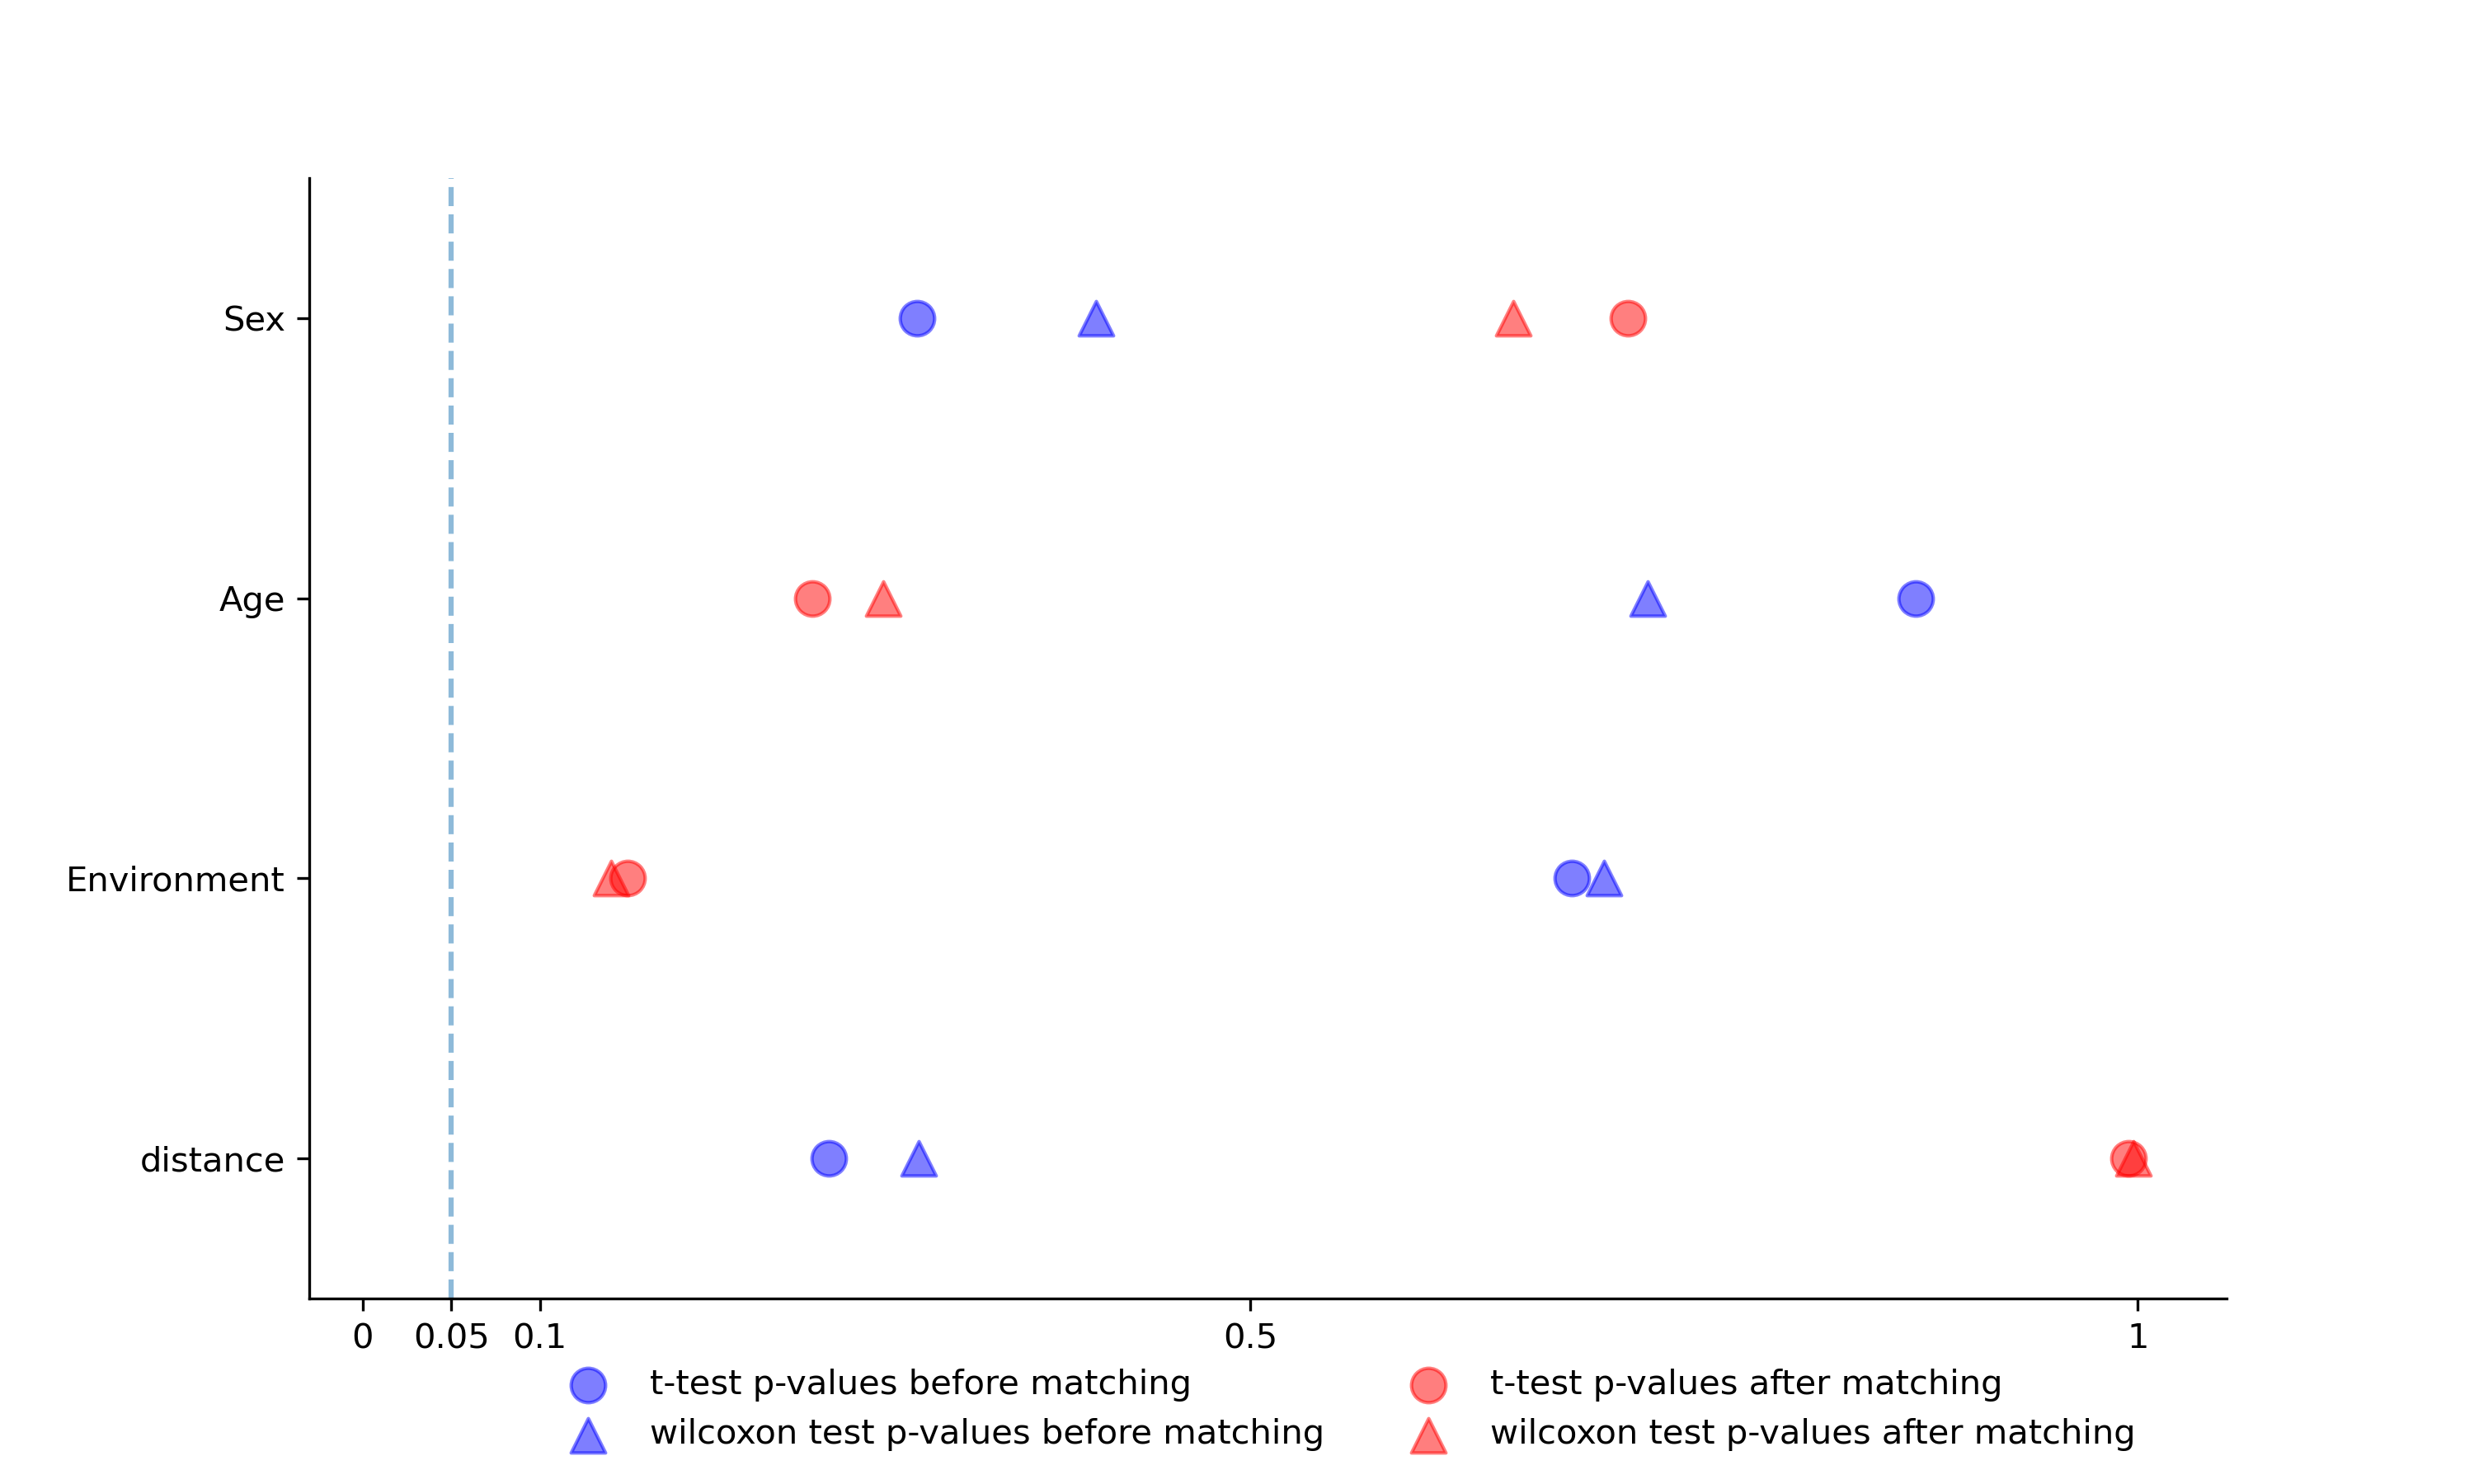 Sex
Age
Environment
distance
0 0.05 0.1 0.5 1
t-test p-values before matching t-test p-values after matching
wilcoxon test p-values before matching wilcoxon test p-values after matching